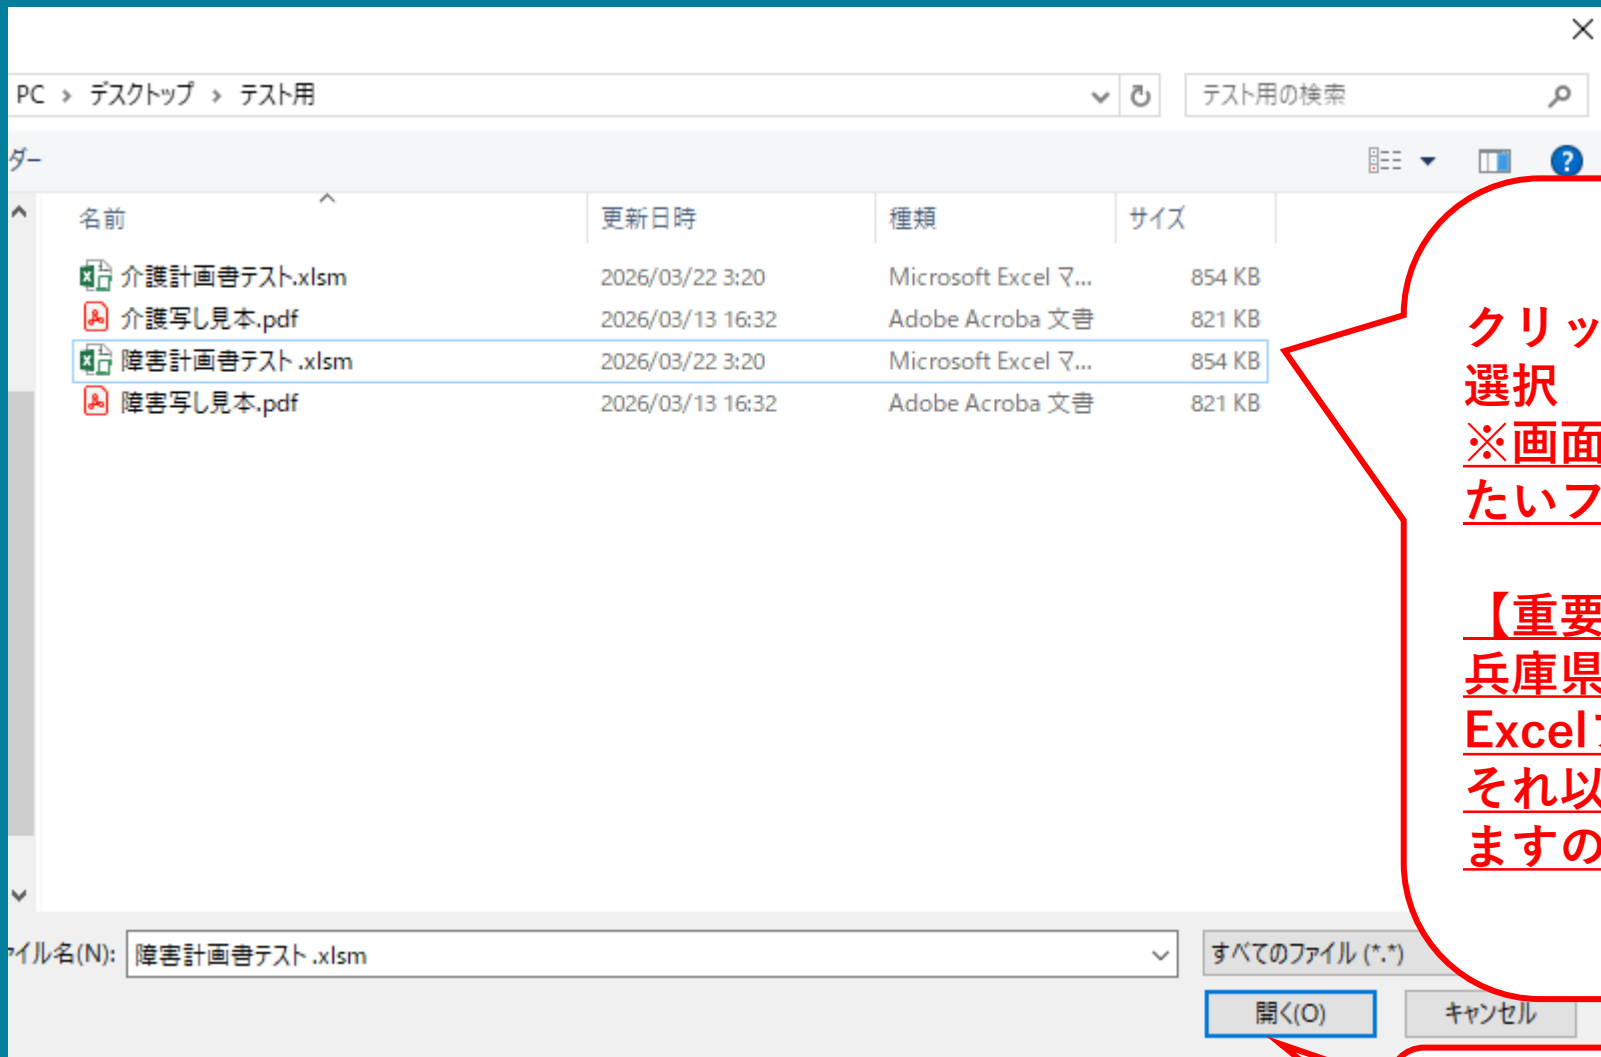 PC > デスクトップ > テスト用
テスト用の検索
ダー
名前 更新日時 種類 サイズ
介護計画書テスト.xlsm 2026/03/22 3:20 Microsoft Excel マ... 854 KB
介護写し見本.pdf 2026/03/13 16:32 Adobe Acroba 文書 821 KB
障害計画書テスト .xlsm 2026/03/22 3:20 Microsoft Excel マ... 854 KB
障害写し見本.pdf 2026/03/13 16:32 Adobe Acroba 文書 821 KB
クリッ
選択
※画面
たいフ
【重要
兵庫県
Excel
それ以
ますの
イル名(N): 障害計画書テスト .xlsm
すべてのファイル (*.*)
開く(O) キャンセル